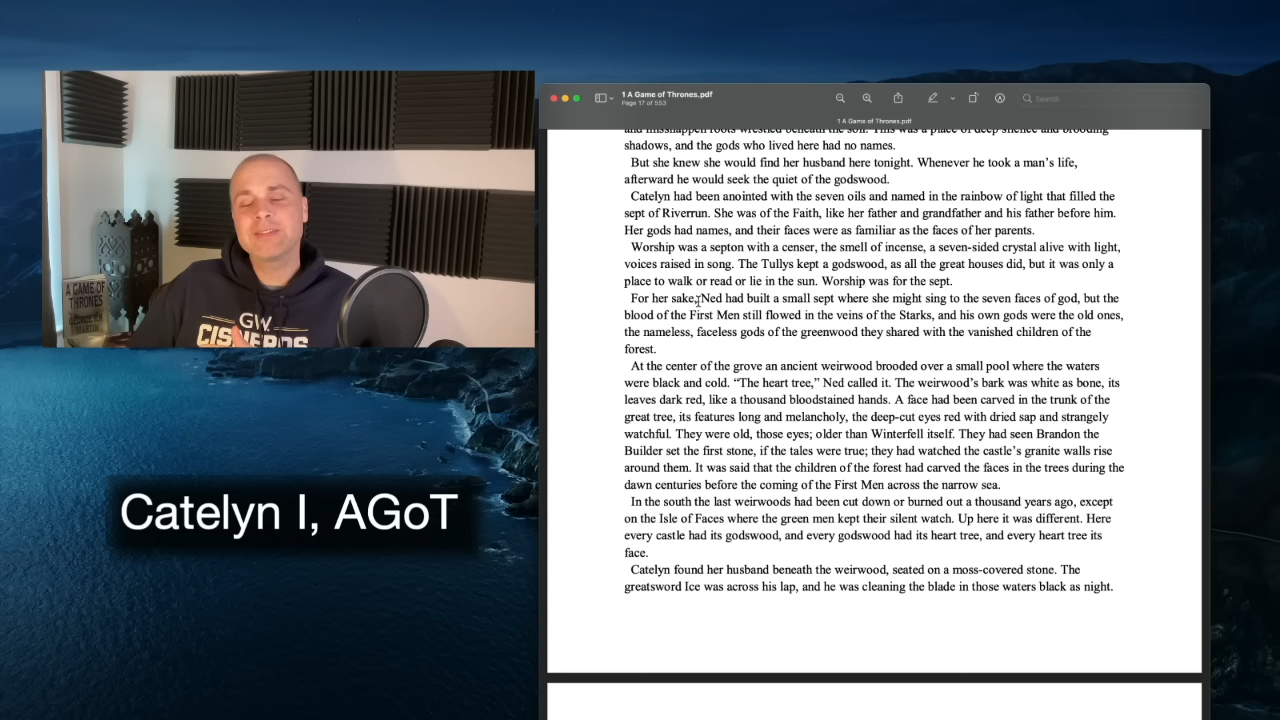 A GAME OF
THRONES
GW.
CISNEROS
Catelyn I, AGoT
1 A Game of Thrones.pdf
Page 17 of 553
Search
1 A Game of Thrones.pdf
and misshapen roots wrestled beneath the soil. This was a place of deep silence and brooding
shadows, and the gods who lived here had no names.
But she knew she would find her husband here tonight. Whenever he took a man’s life,
afterward he would seek the quiet of the godswood.
Catelyn had been anointed with the seven oils and named in the rainbow of light that filled the
sept of Riverrun. She was of the Faith, like her father and grandfather and his father before him.
Her gods had names, and their faces were as familiar as the faces of her parents.
Worship was a septon with a censer, the smell of incense, a seven-sided crystal alive with light,
voices raised in song. The Tullys kept a godswood, as all the great houses did, but it was only a
place to walk or read or lie in the sun. Worship was for the sept.
For her sake, Ned had built a small sept where she might sing to the seven faces of god, but the
blood of the First Men still flowed in the veins of the Starks, and his own gods were the old ones,
the nameless, faceless gods of the greenwood they shared with the vanished children of the
forest.
At the center of the grove an ancient weirwood brooded over a small pool where the waters
were black and cold. “The heart tree,” Ned called it. The weirwood’s bark was white as bone, its
leaves dark red, like a thousand bloodstained hands. A face had been carved in the trunk of the
great tree, its features long and melancholy, the deep-cut eyes red with dried sap and strangely
watchful. They were old, those eyes; older than Winterfell itself. They had seen Brandon the
Builder set the first stone, if the tales were true; they had watched the castle’s granite walls rise
around them. It was said that the children of the forest had carved the faces in the trees during the
dawn centuries before the coming of the First Men across the narrow sea.
In the south the last weirwoods had been cut down or burned out a thousand years ago, except
on the Isle of Faces where the green men kept their silent watch. Up here it was different. Here
every castle had its godswood, and every godswood had its heart tree, and every heart tree its
face.
Catelyn found her husband beneath the weirwood, seated on a moss-covered stone. The
greatsword Ice was across his lap, and he was cleaning the blade in those waters black as night.